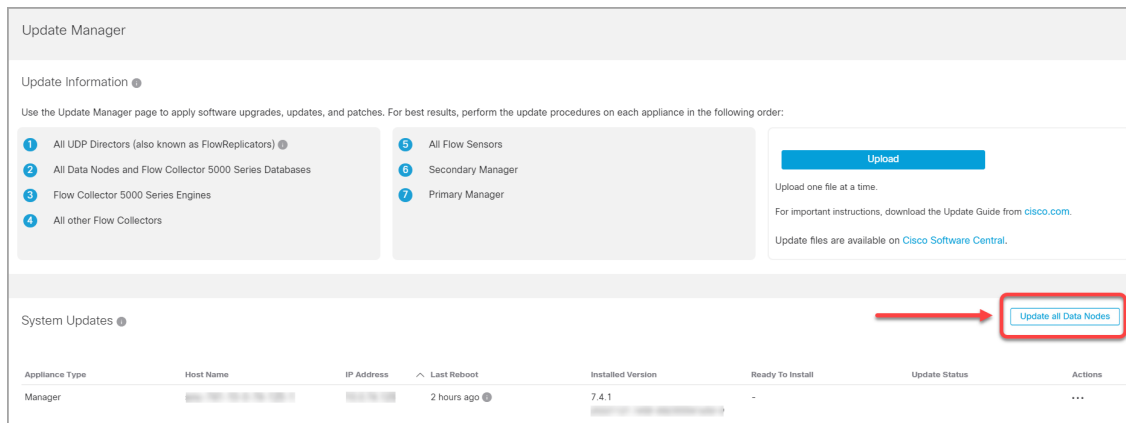 Update Manager
Update Information
Use the Update Manager page to apply software upgrades, updates, and patches. For best results, perform the update procedures on each appliance in the following order:
1 All UDP Directors (also known as FlowReplicators)
2 All Data Nodes and Flow Collector 5000 Series Databases
3 Flow Collector 5000 Series Engines
4 All other Flow Collectors
5 All Flow Sensors
6 Secondary Manager
7 Primary Manager
Upload
Upload one file at a time.
For important instructions, download the Update Guide from cisco.com.
Update files are available on Cisco Software Central.
System Updates
Update all Data Nodes
Appliance Type Host Name IP Address Last Reboot Installed Version Ready To Install Update Status Actions
Manager 2 hours ago 7.4.1 - ...